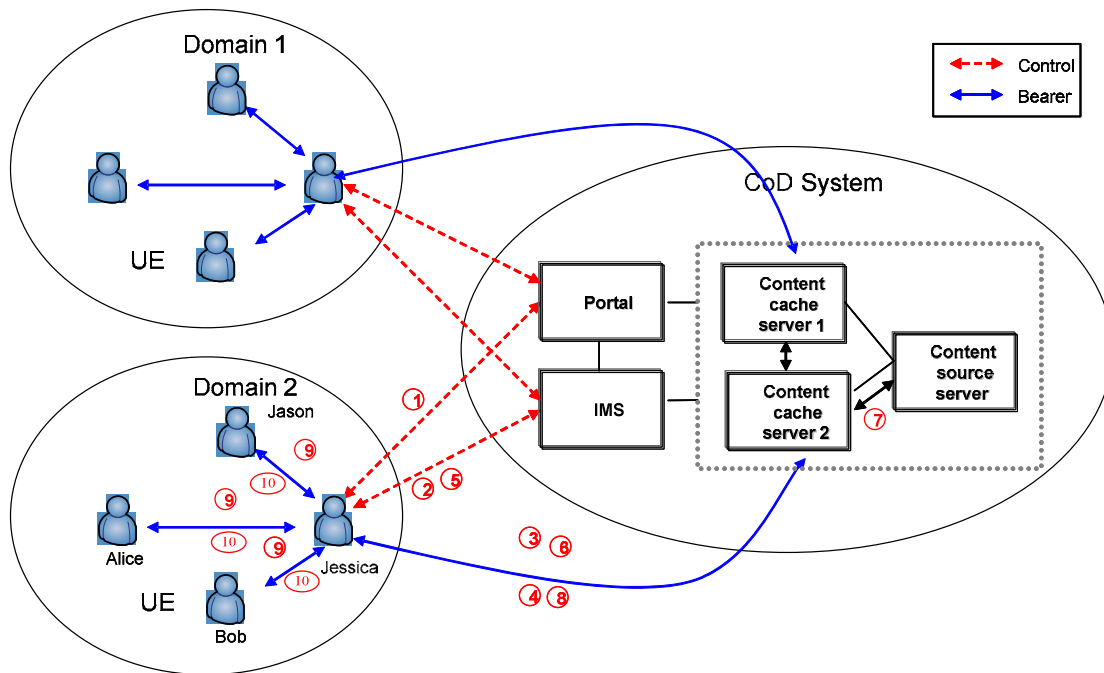 Domain 1
UE
Control
Bearer
CoD System
Portal
IMS
Content
cache
server 1
Content
cache
server 2
Content
source
server
7
Domain 2
Jason
Alice
Jessica
UE
Bob
9
10
9
10
9
10
1
2
5
3
6
4
8